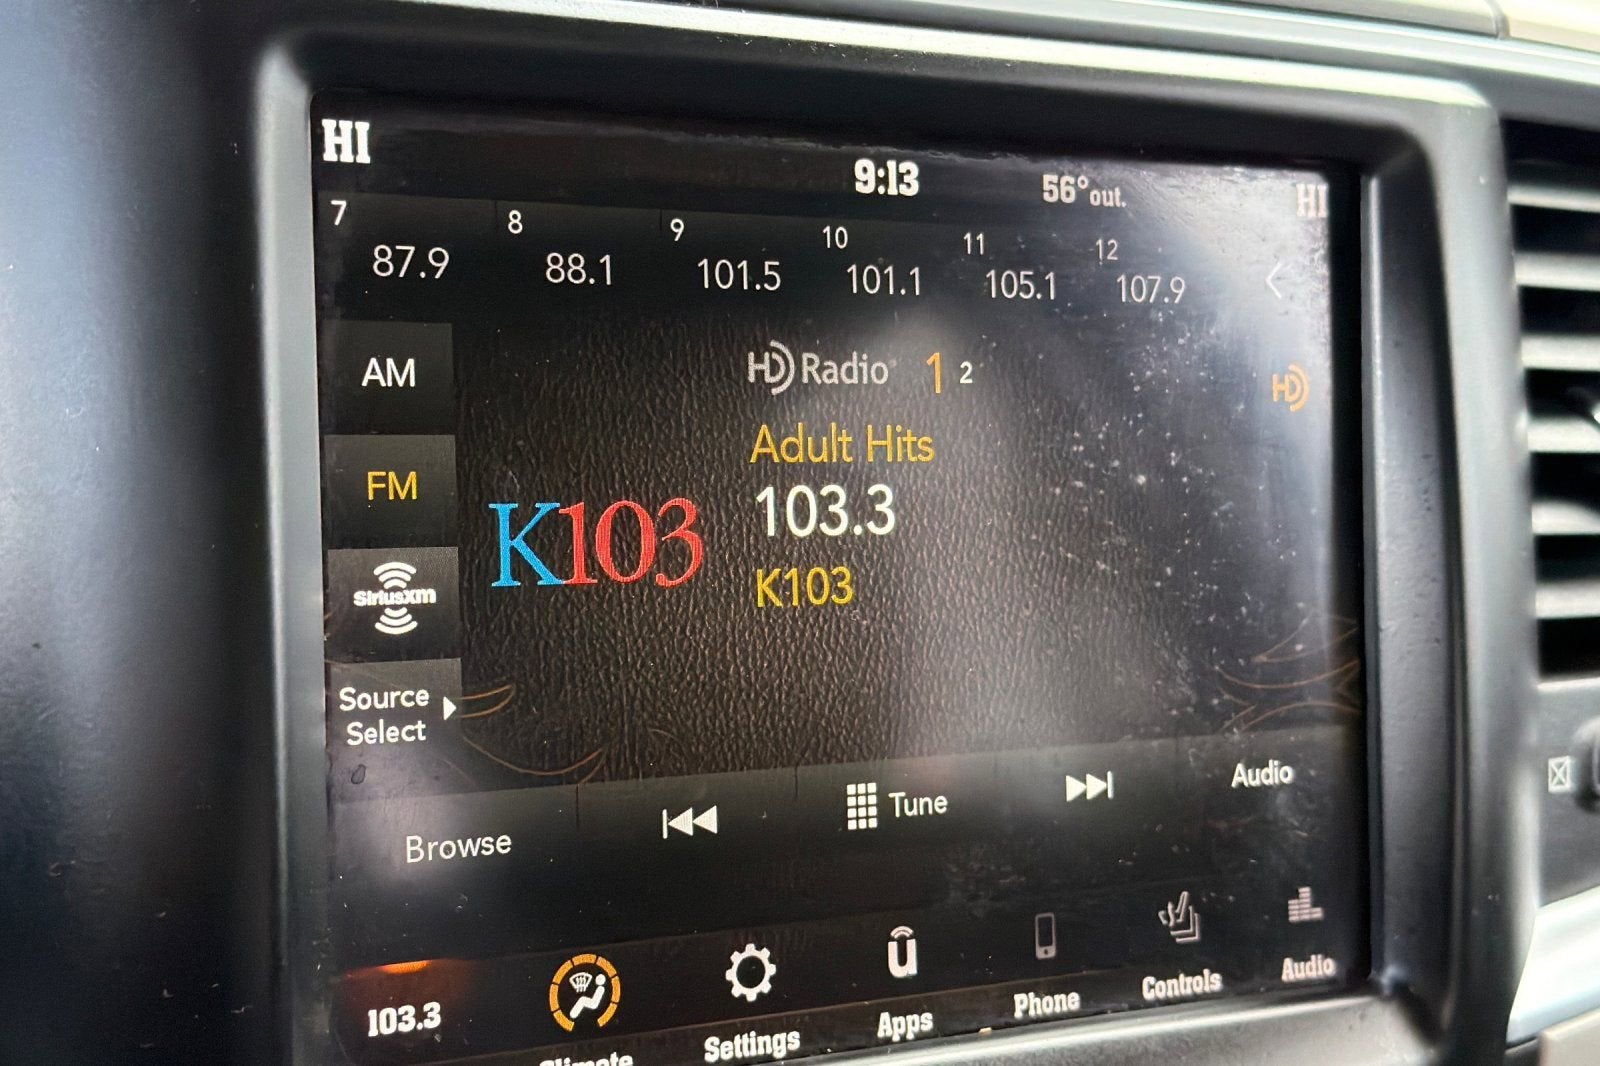 HI 9:13 56° out. HI
7 8 9 10 11 12
87.9 88.1 101.5 101.1 105.1 107.9
AM
HD Radio 1 2
HD
Adult Hits
FM
103.3
K103
K103
SiriusXM
Source
Select
Browse Tune Audio
103.3 Climate Settings Apps Phone Controls Audio